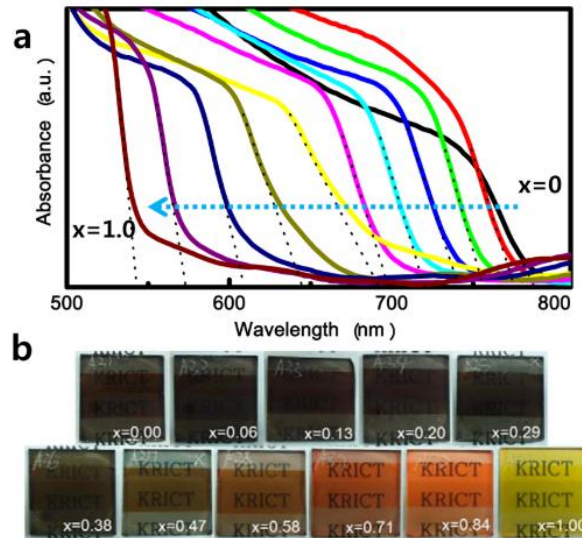 a
Absorbance (a.u.)
x=0
x=1.0
500 600 700 800
Wavelength (nm)
b
x=0.00 x=0.06 x=0.13 x=0.20 x=0.29
KRICT KRICT KRICT KRICT KRICT KRICT
KRICT KRICT KRICT KRICT KRICT KRICT
x=0.38 x=0.47 x=0.58 x=0.71 x=0.84 x=1.00